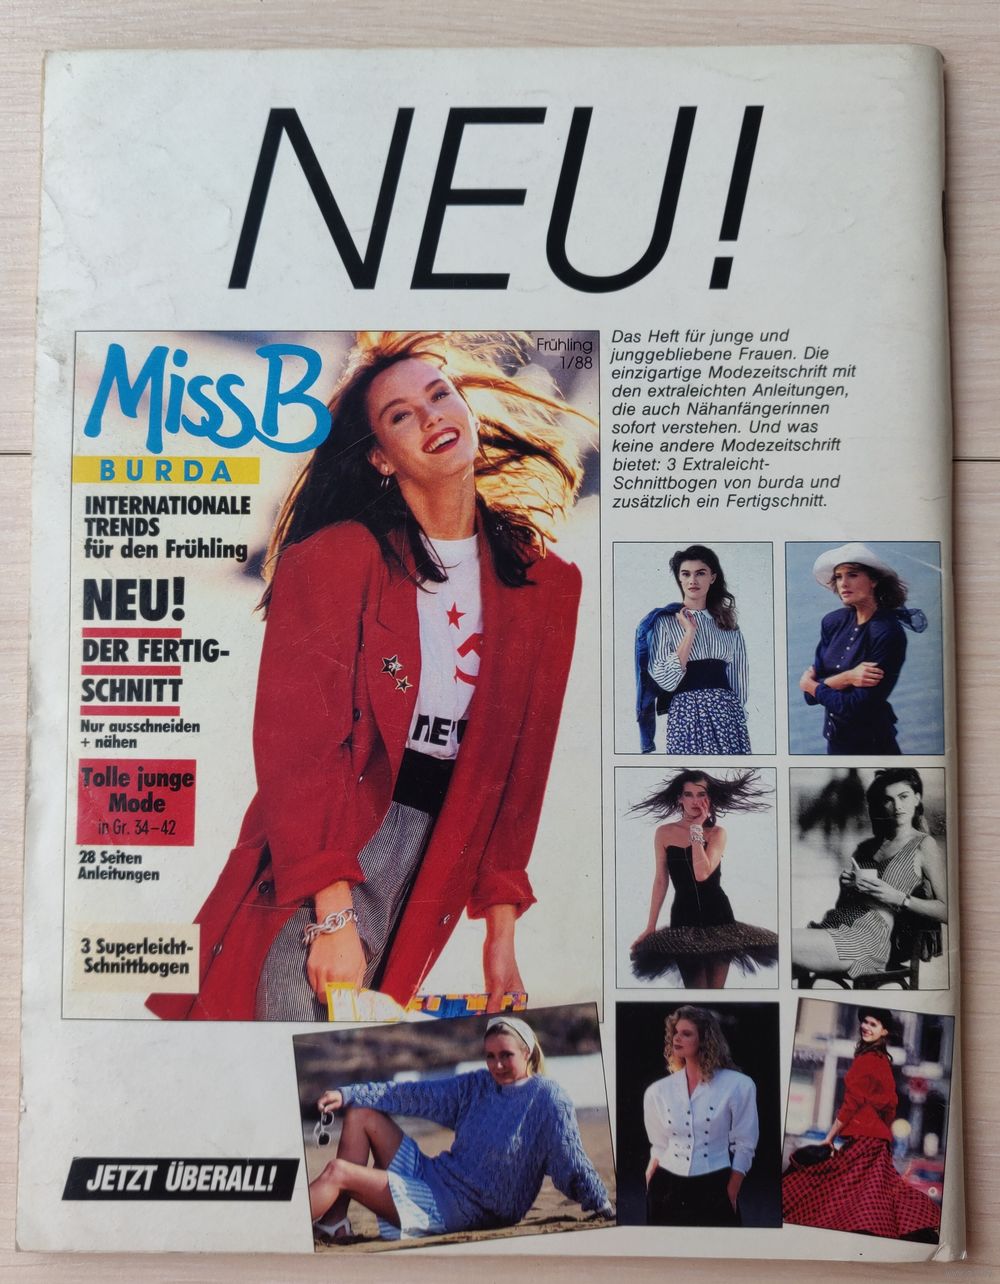 NEU!
Miss B
BURDA
Frühling
1/88
INTERNATIONALE
TRENDS
für den Frühling
NEU!
DER FERTIG-
SCHNITT
Nur ausschneiden
+ nähen
Tolle junge
Mode
in Gr. 34–42
28 Seiten
Anleitungen
3 Superleicht-
Schnittbogen
Das Heft für junge und
junggebliebene Frauen. Die
einzigartige Modezeitschrift mit
den extraleichten Anleitungen,
die auch Nähanfängerinnen
sofort verstehen. Und was
keine andere Modezeitschrift
bietet: 3 Extraleicht-
Schnittbogen von burda und
zusätzlich ein Fertigschnitt.
JETZT ÜBERALL!